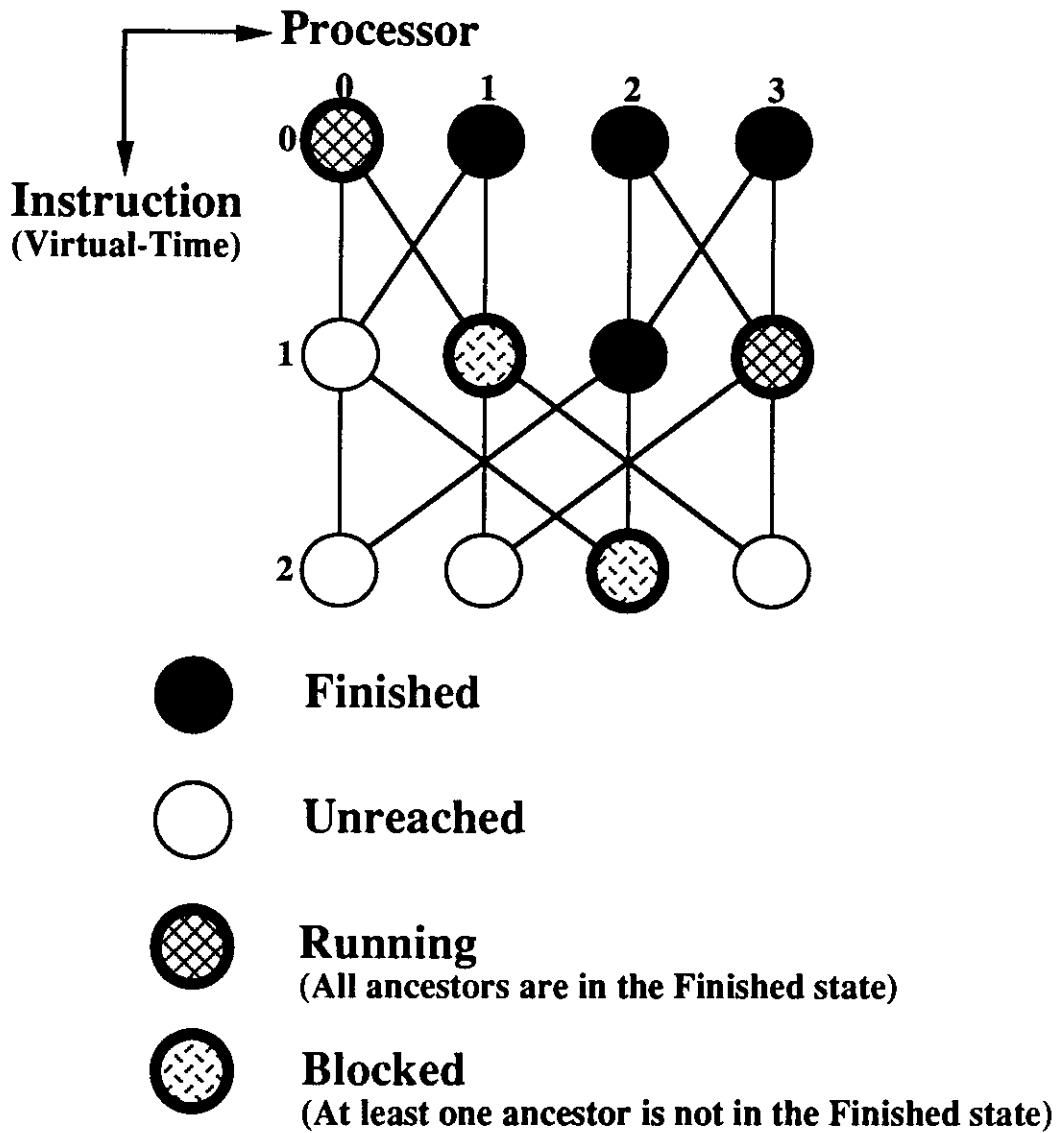 Processor
0 1 2 3
0
Instruction
(Virtual-Time)
1
2
Finished
Unreached
Running
(All ancestors are in the Finished state)
Blocked
(At least one ancestor is not in the Finished state)